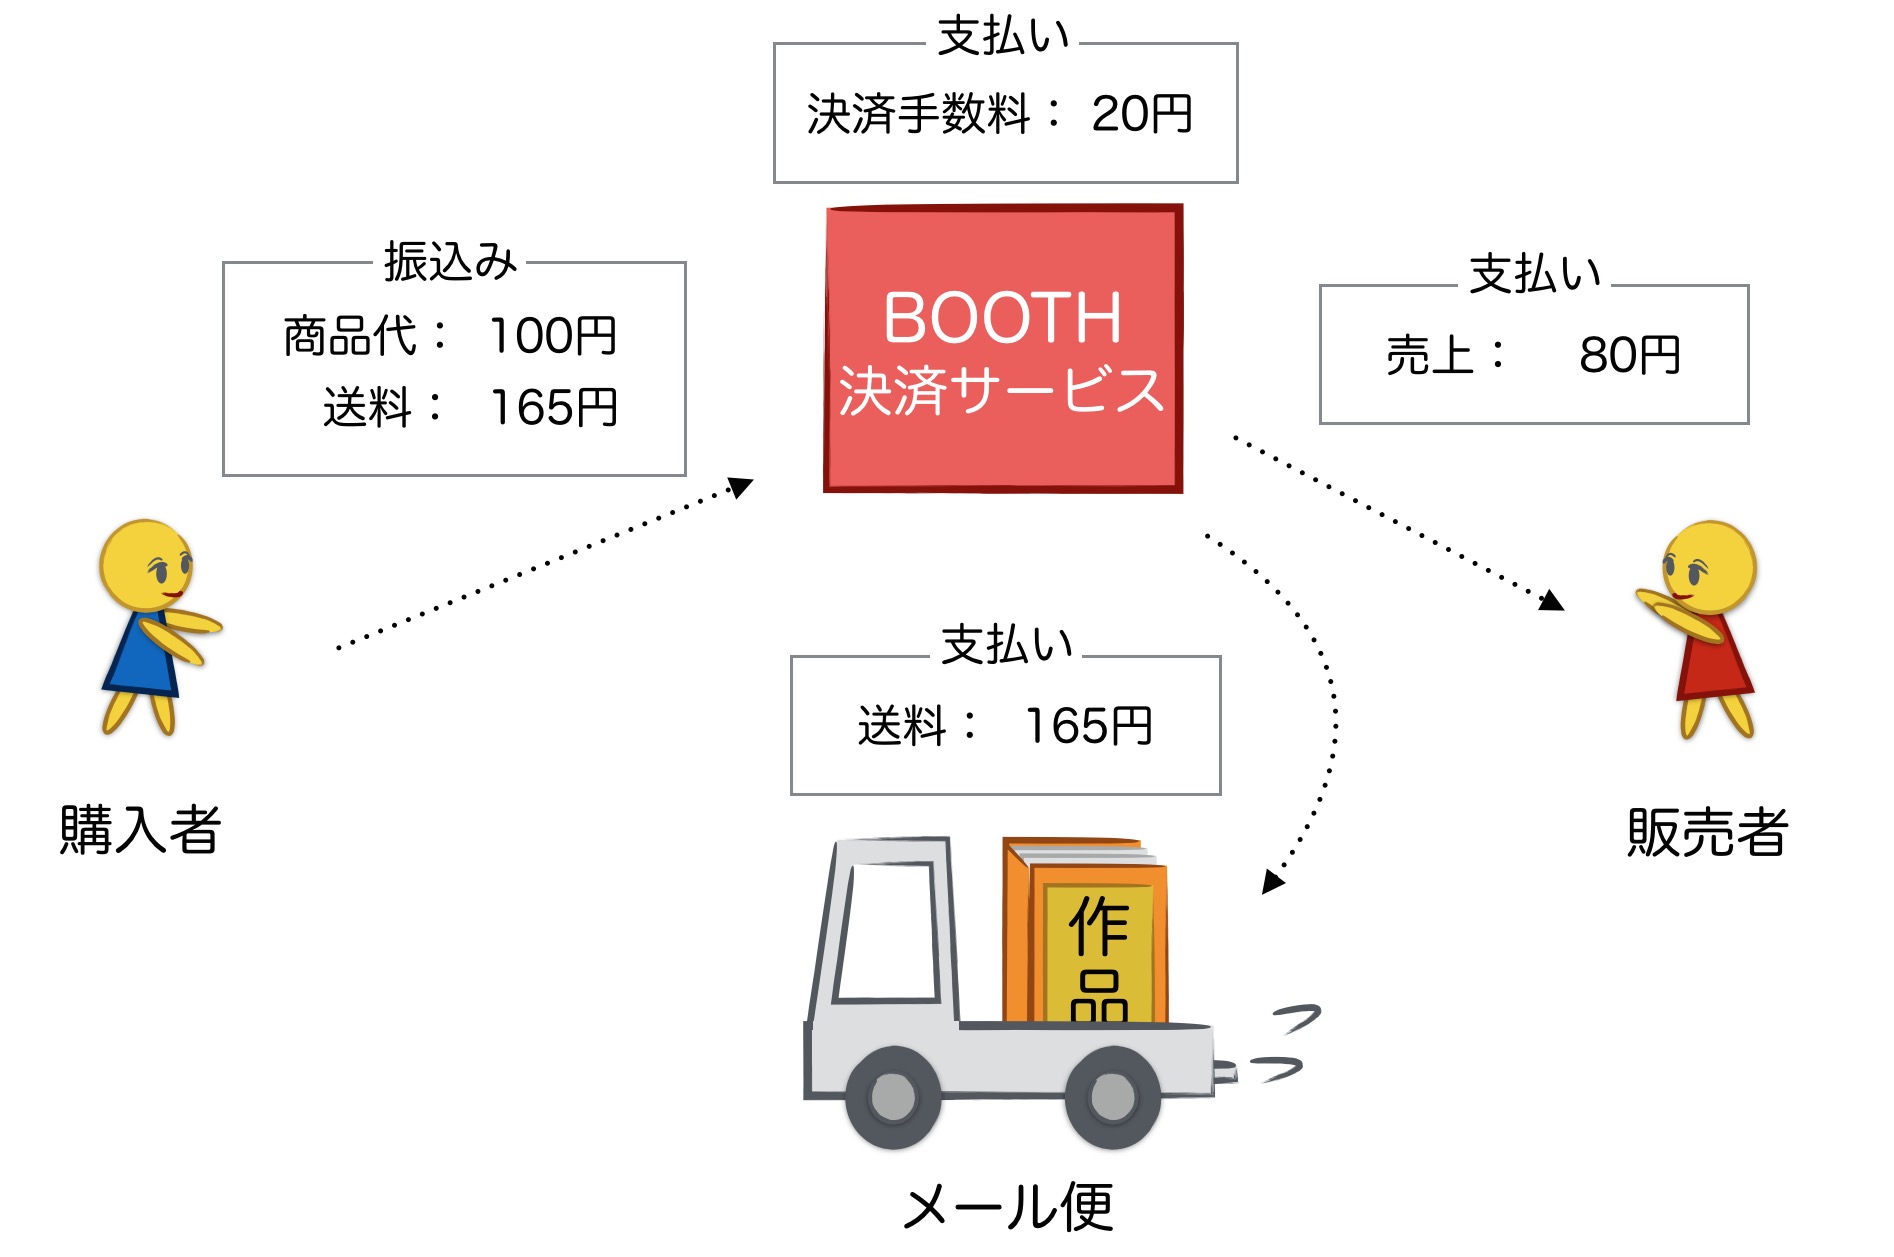 支払い
決済手数料： 20円
振込み
商品代： 100円
送料： 165円
BOOTH
決済サービス
支払い
売上： 80円
支払い
送料： 165円
購入者
販売者
作
品
メール便